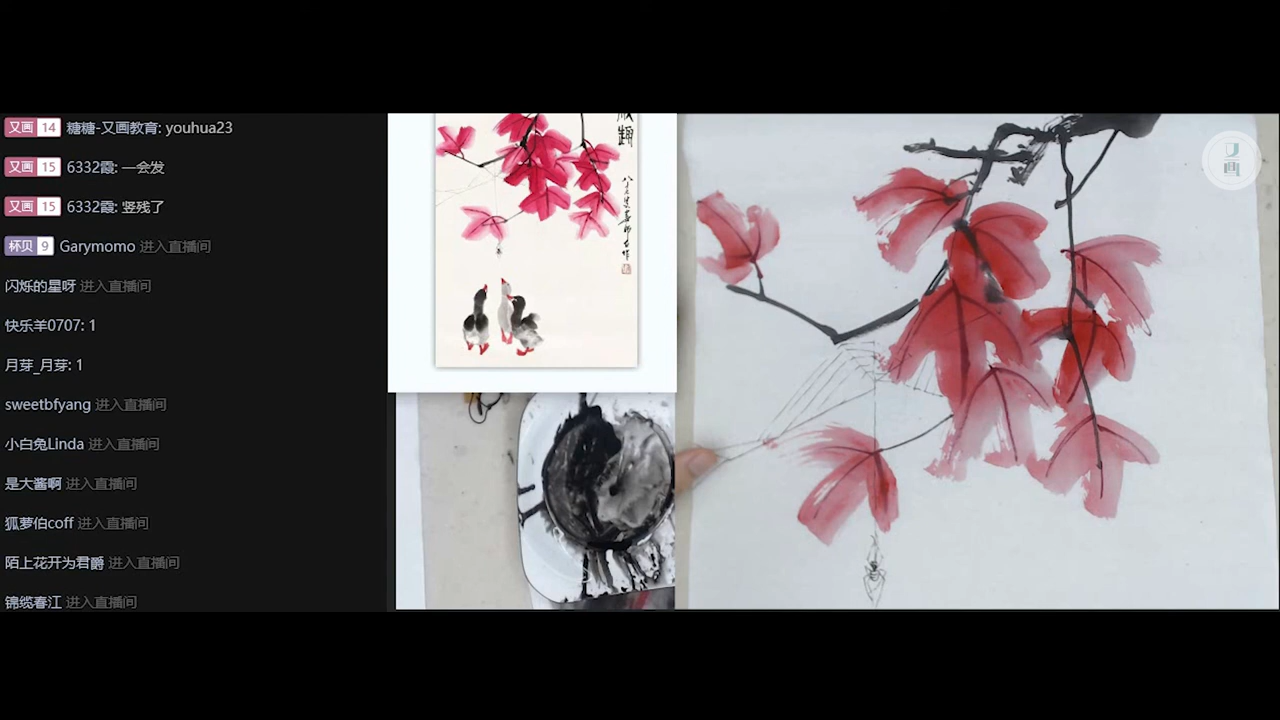 又画 14 糖糖-又画教育: youhua23
又画 15 6332霞: 一会发
又画 15 6332霞: 竖残了
杯贝 9 Garymomo 进入直播间
闪烁的星呀 进入直播间
快乐羊0707: 1
月芽_月芽: 1
sweetbfyang 进入直播间
小白兔Linda 进入直播间
是大酱啊 进入直播间
狐萝伯coff 进入直播间
陌上花开为君爵 进入直播间
锦缆春江 进入直播间
又
画